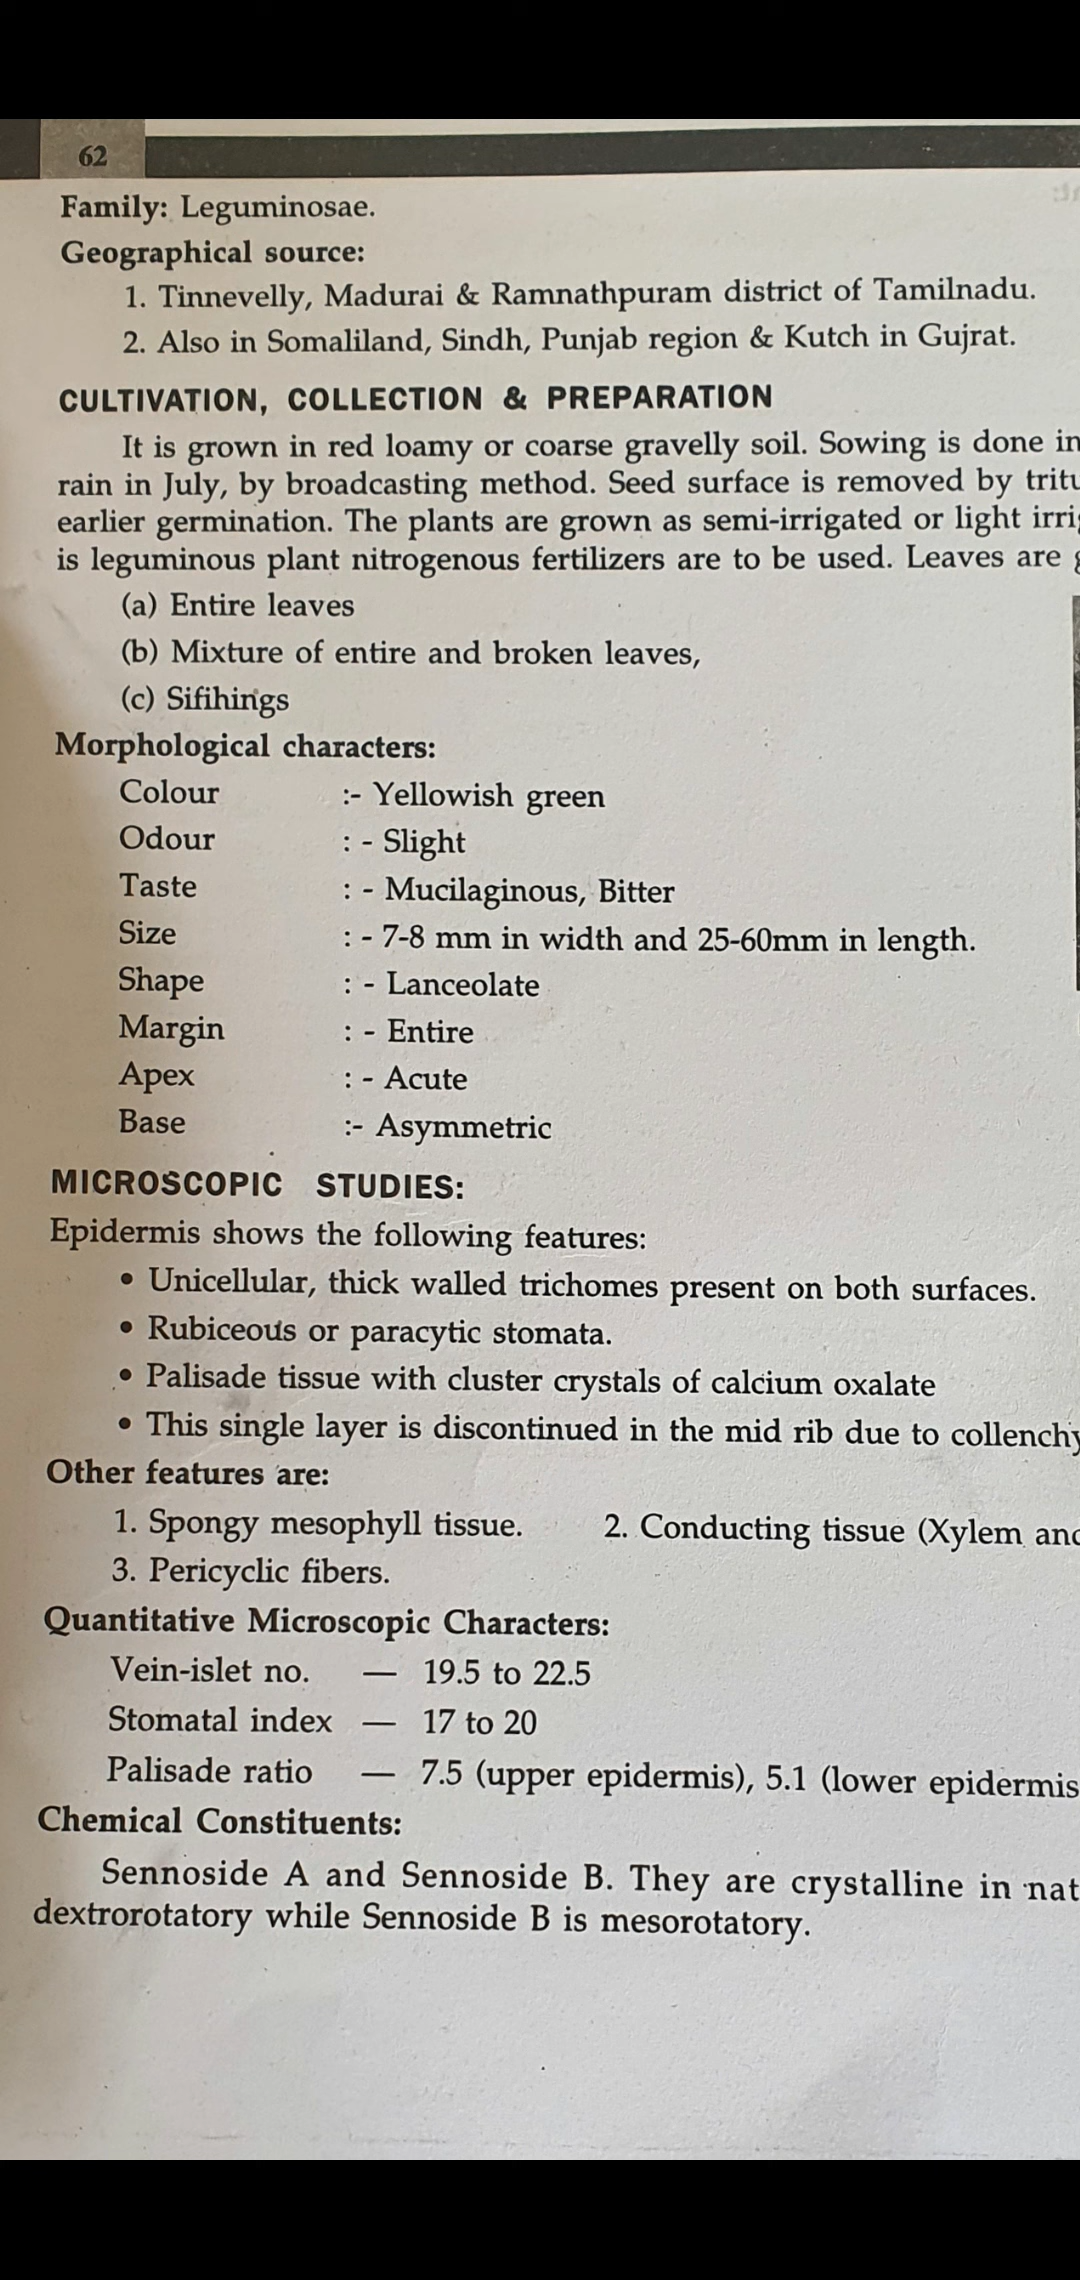 62
Family: Leguminosae.
Geographical source:
1. Tinnevelly, Madurai & Ramnathpuram district of Tamilnadu.
2. Also in Somaliland, Sindh, Punjab region & Kutch in Gujrat.
CULTIVATION, COLLECTION & PREPARATION
It is grown in red loamy or coarse gravelly soil. Sowing is done in
rain in July, by broadcasting method. Seed surface is removed by tritu
earlier germination. The plants are grown as semi-irrigated or light irrig
is leguminous plant nitrogenous fertilizers are to be used. Leaves are g
(a) Entire leaves
(b) Mixture of entire and broken leaves,
(c) Sifihings
Morphological characters:
Colour :- Yellowish green
Odour : - Slight
Taste : - Mucilaginous, Bitter
Size : - 7-8 mm in width and 25-60mm in length.
Shape : - Lanceolate
Margin : - Entire
Apex : - Acute
Base :- Asymmetric
MICROSCOPIC STUDIES:
Epidermis shows the following features:
• Unicellular, thick walled trichomes present on both surfaces.
• Rubiceous or paracytic stomata.
• Palisade tissue with cluster crystals of calcium oxalate
• This single layer is discontinued in the mid rib due to collenchy
Other features are:
1. Spongy mesophyll tissue. 2. Conducting tissue (Xylem and
3. Pericyclic fibers.
Quantitative Microscopic Characters:
Vein-islet no. — 19.5 to 22.5
Stomatal index — 17 to 20
Palisade ratio — 7.5 (upper epidermis), 5.1 (lower epidermis
Chemical Constituents:
Sennoside A and Sennoside B. They are crystalline in nat
dextrorotatory while Sennoside B is mesorotatory.